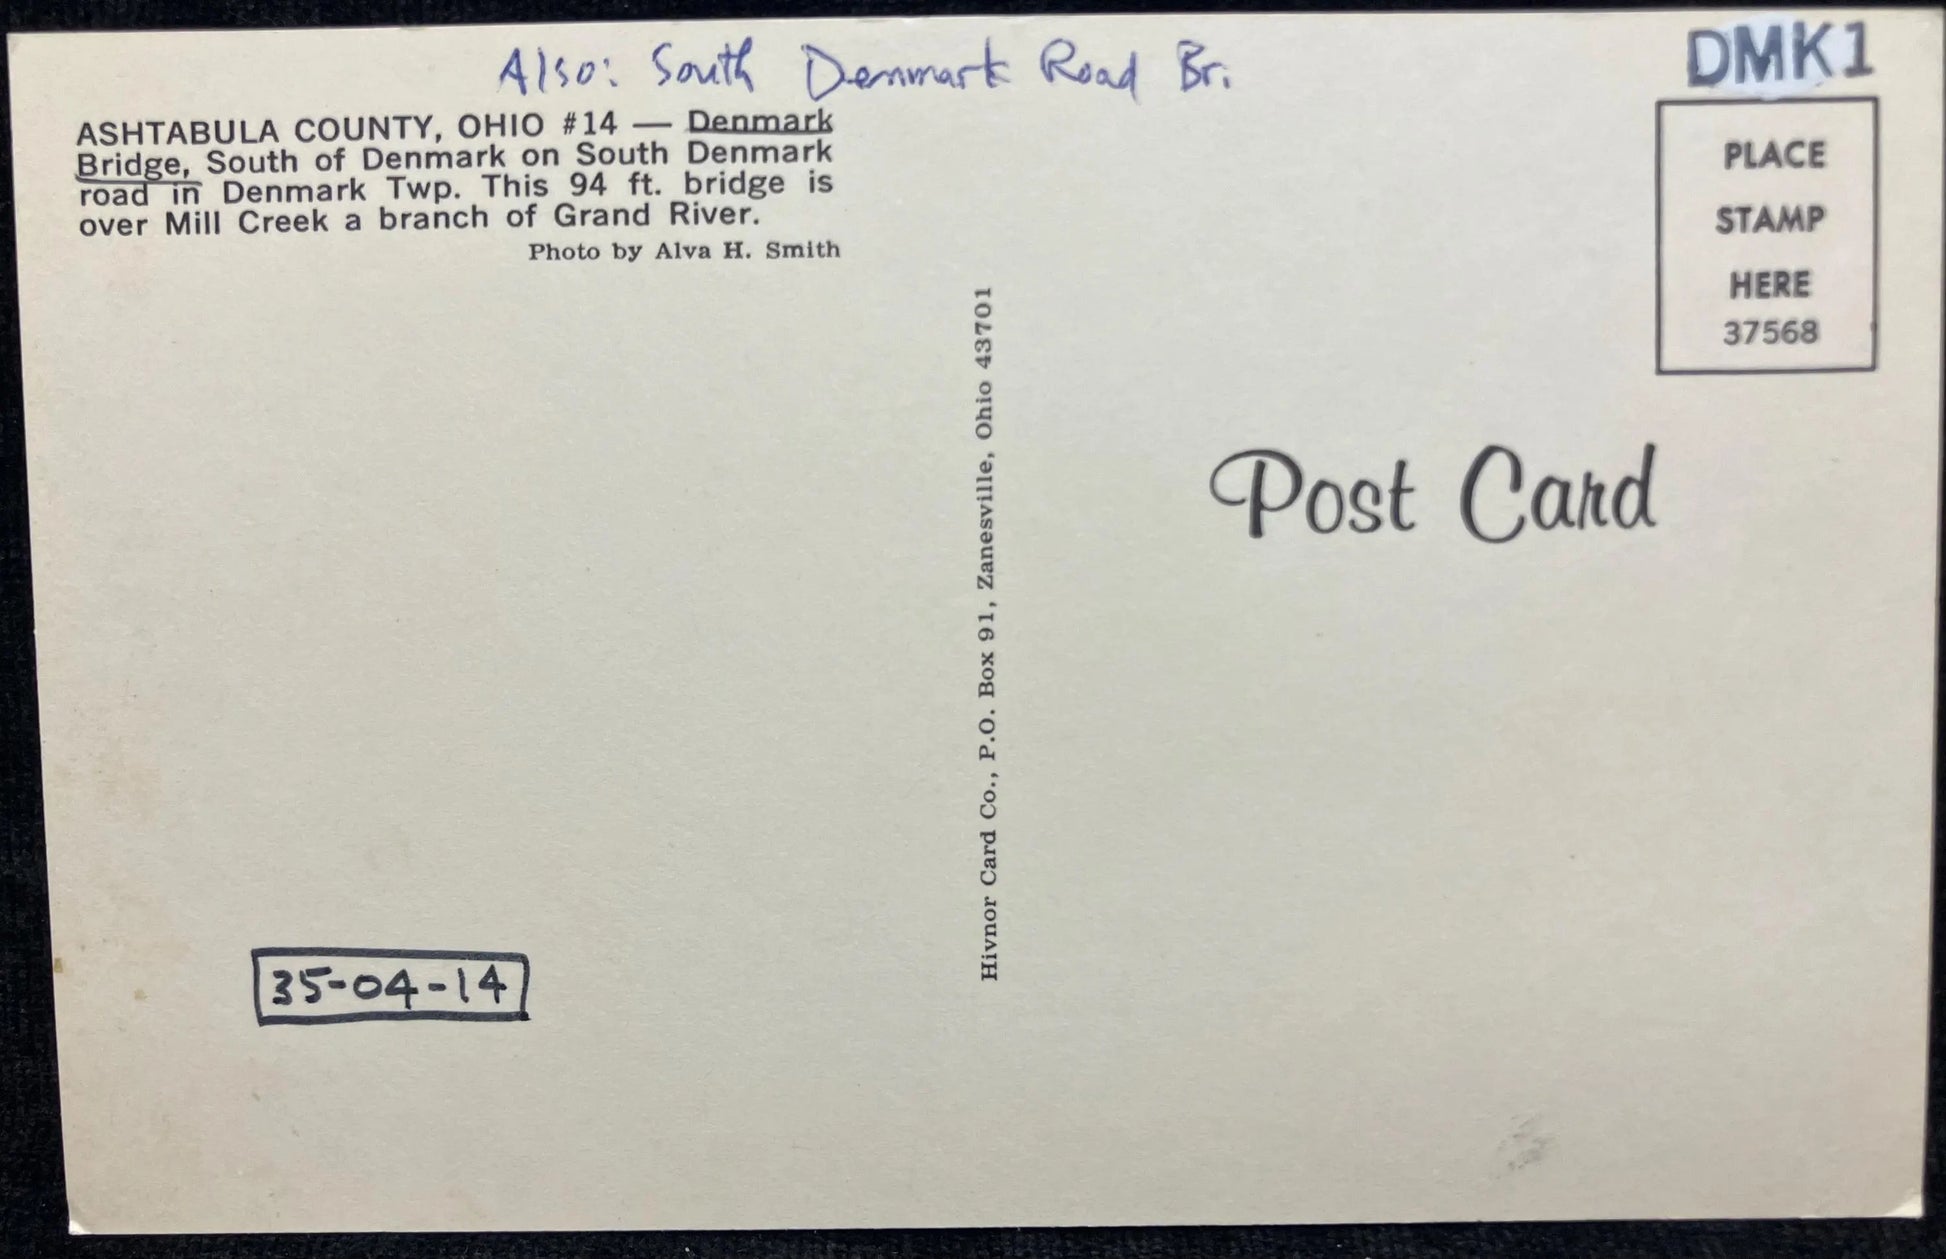 Also: South Denmark Road Br.
DMK1
ASHTABULA COUNTY, OHIO #14 — Denmark
Bridge, South of Denmark on South Denmark
road in Denmark Twp. This 94 ft. bridge is
over Mill Creek a branch of Grand River.
Photo by Alva H. Smith
PLACE
STAMP
HERE
37568
Hivnor Card Co., P.O. Box 91, Zanesville, Ohio 43701
Post Card
35-04-14